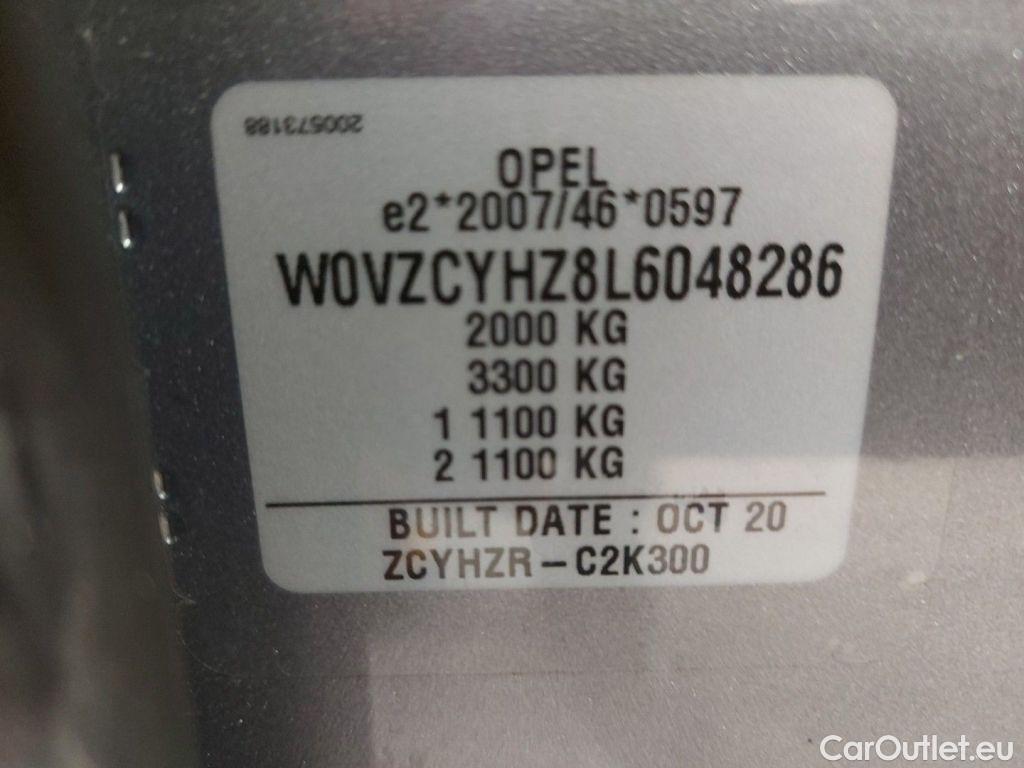 200573188
OPEL
e2*2007/46*0597
W0VZCYHZ8L6048286
2000 KG
3300 KG
1 1100 KG
2 1100 KG
BUILT DATE : OCT 20
ZCYHZR-C2K300
CarOutlet.eu